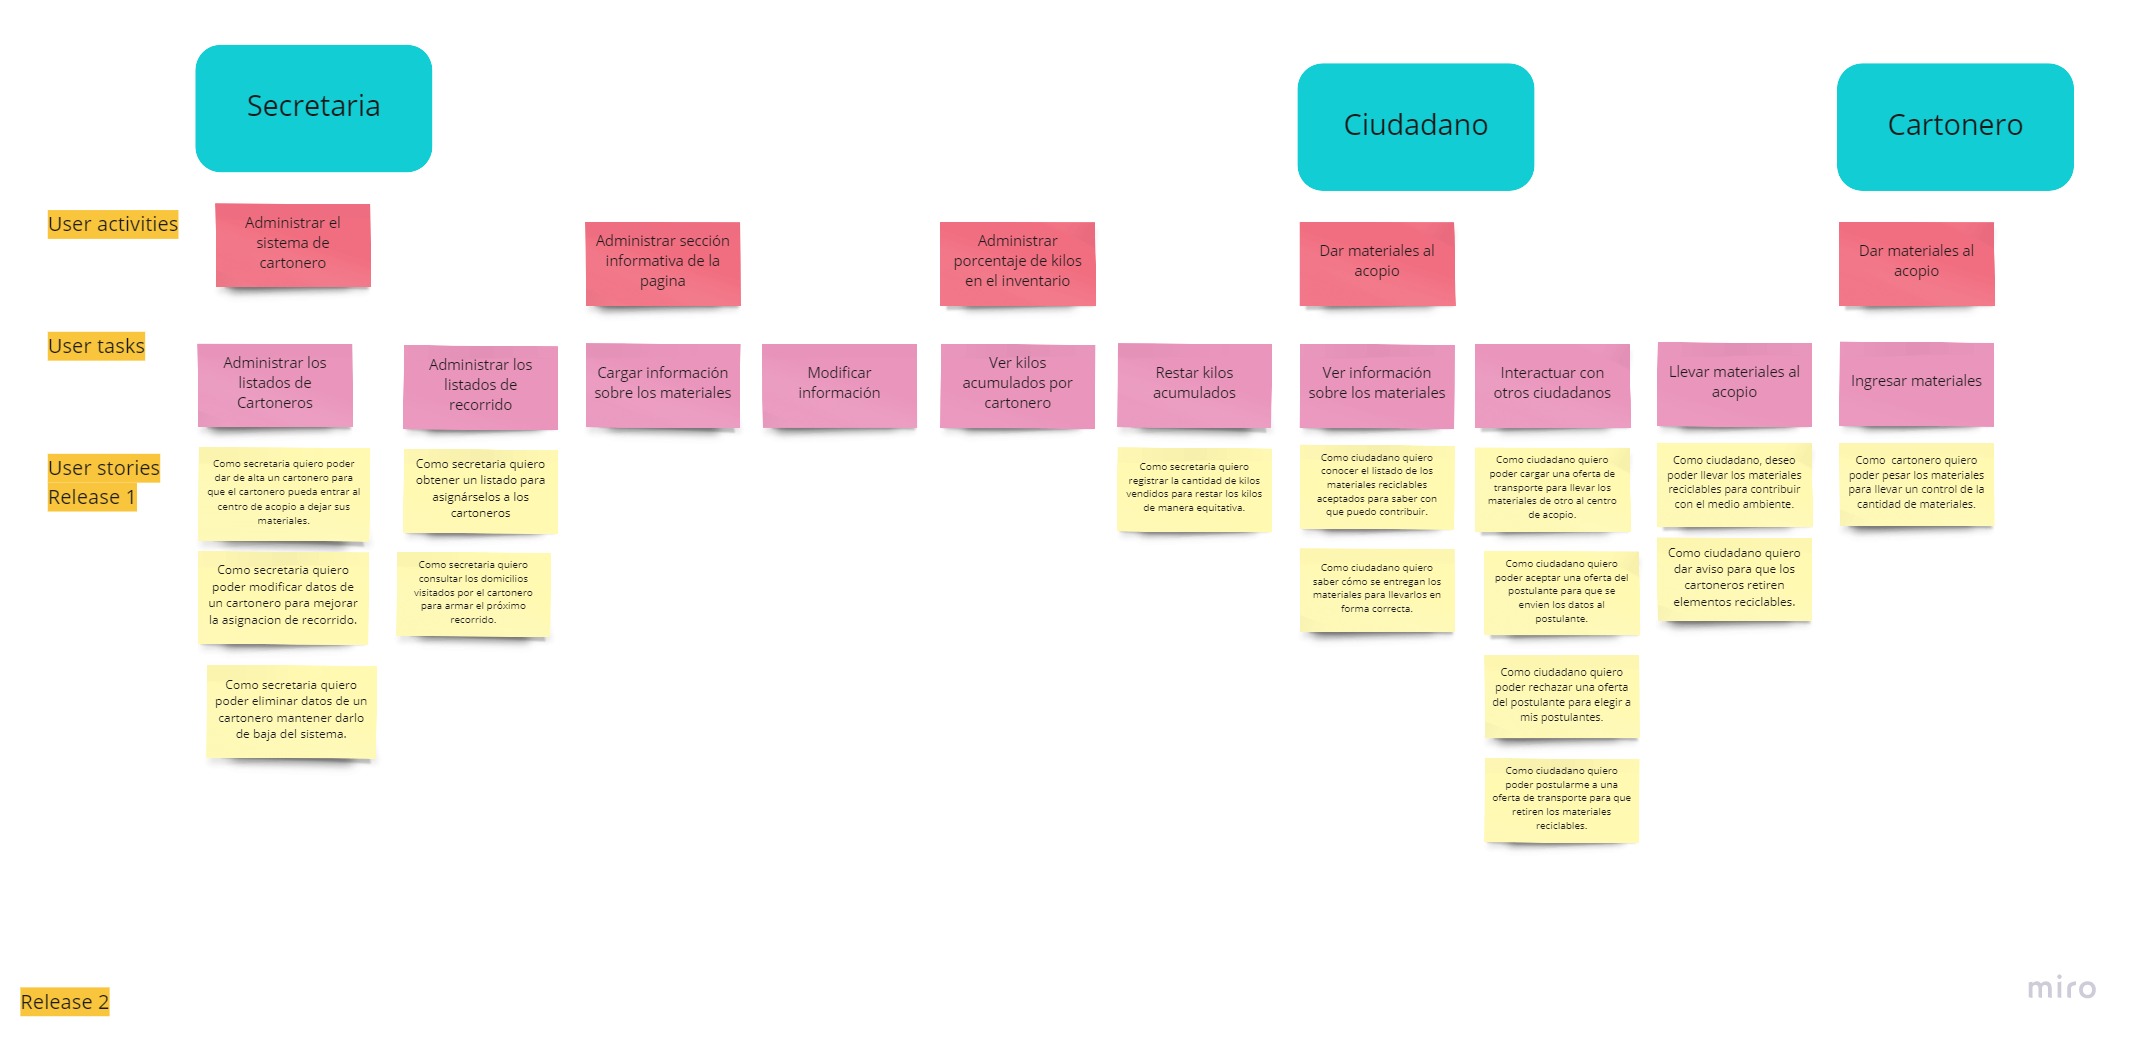 Secretaria
Ciudadano
Cartonero
User activities
Administrar el
sistema de
cartonero
Administrar sección
informativa de la
pagina
Administrar
porcentaje de kilos
en el inventario
Dar materiales al
acopio
Dar materiales al
acopio
User tasks
Administrar los
listados de
Cartoneros
Administrar los
listados de
recorrido
Cargar información
sobre los materiales
Modificar
información
Ver kilos
acumulados por
cartonero
Restar kilos
acumulados
Ver información
sobre los materiales
Interactuar con
otros ciudadanos
Llevar materiales al
acopio
Ingresar materiales
User stories
Release 1
Como secretaria quiero poder
dar de alta un cartonero para
que el cartonero pueda entrar al
centro de acopio a dejar sus
materiales.
Como secretaria quiero
obtener un listado para
asignárselos a los
cartoneros
Como secretaria quiero
registrar la cantidad de kilos
vendidos para restar los kilos
de manera equitativa.
Como ciudadano quiero
conocer el listado de los
materiales reciclables
aceptados para saber con
que puedo contribuir.
Como ciudadano quiero
poder cargar una oferta de
transporte para llevar los
materiales de otro al centro
de acopio.
Como ciudadano, deseo
poder llevar los materiales
reciclables para contribuir
con el medio ambiente.
Como  cartonero quiero
poder pesar los materiales
para llevar un control de la
cantidad de materiales.
Como secretaria quiero
poder modificar datos de
un cartonero para mejorar
la asignacion de recorrido.
Como secretaria quiero
consultar los domicilios
visitados por el cartonero
para armar el próximo
recorrido.
Como ciudadano quiero
saber cómo se entregan los
materiales para llevarlos en
forma correcta.
Como ciudadano quiero
poder aceptar una oferta del
postulante para que se
envien los datos al
postulante.
Como ciudadano quiero
dar aviso para que los
cartoneros retiren
elementos reciclables.
Como secretaria quiero
poder eliminar datos de un
cartonero mantener darlo
de baja del sistema.
Como ciudadano quiero
poder rechazar una oferta
del postulante para elegir a
mis postulantes.
Como ciudadano quiero
poder postularme a una
oferta de transporte para que
retiren los materiales
reciclables.
Release 2
miro